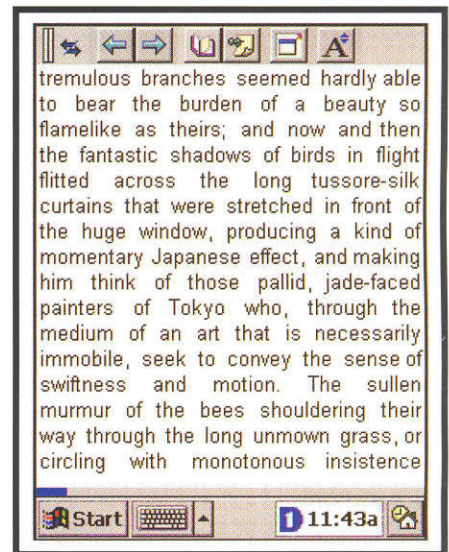 A
tremulous branches seemed hardly able
to bear the burden of a beauty so
flamelike as theirs; and now and then
the fantastic shadows of birds in flight
flitted across the long tussore-silk
curtains that were stretched in front of
the huge window, producing a kind of
momentary Japanese effect, and making
him think of those pallid, jade-faced
painters of Tokyo who, through the
medium of an art that is necessarily
immobile, seek to convey the sense of
swiftness and motion. The sullen
murmur of the bees shouldering their
way through the long unmown grass, or
circling with monotonous insistence
Start 1 11:43a